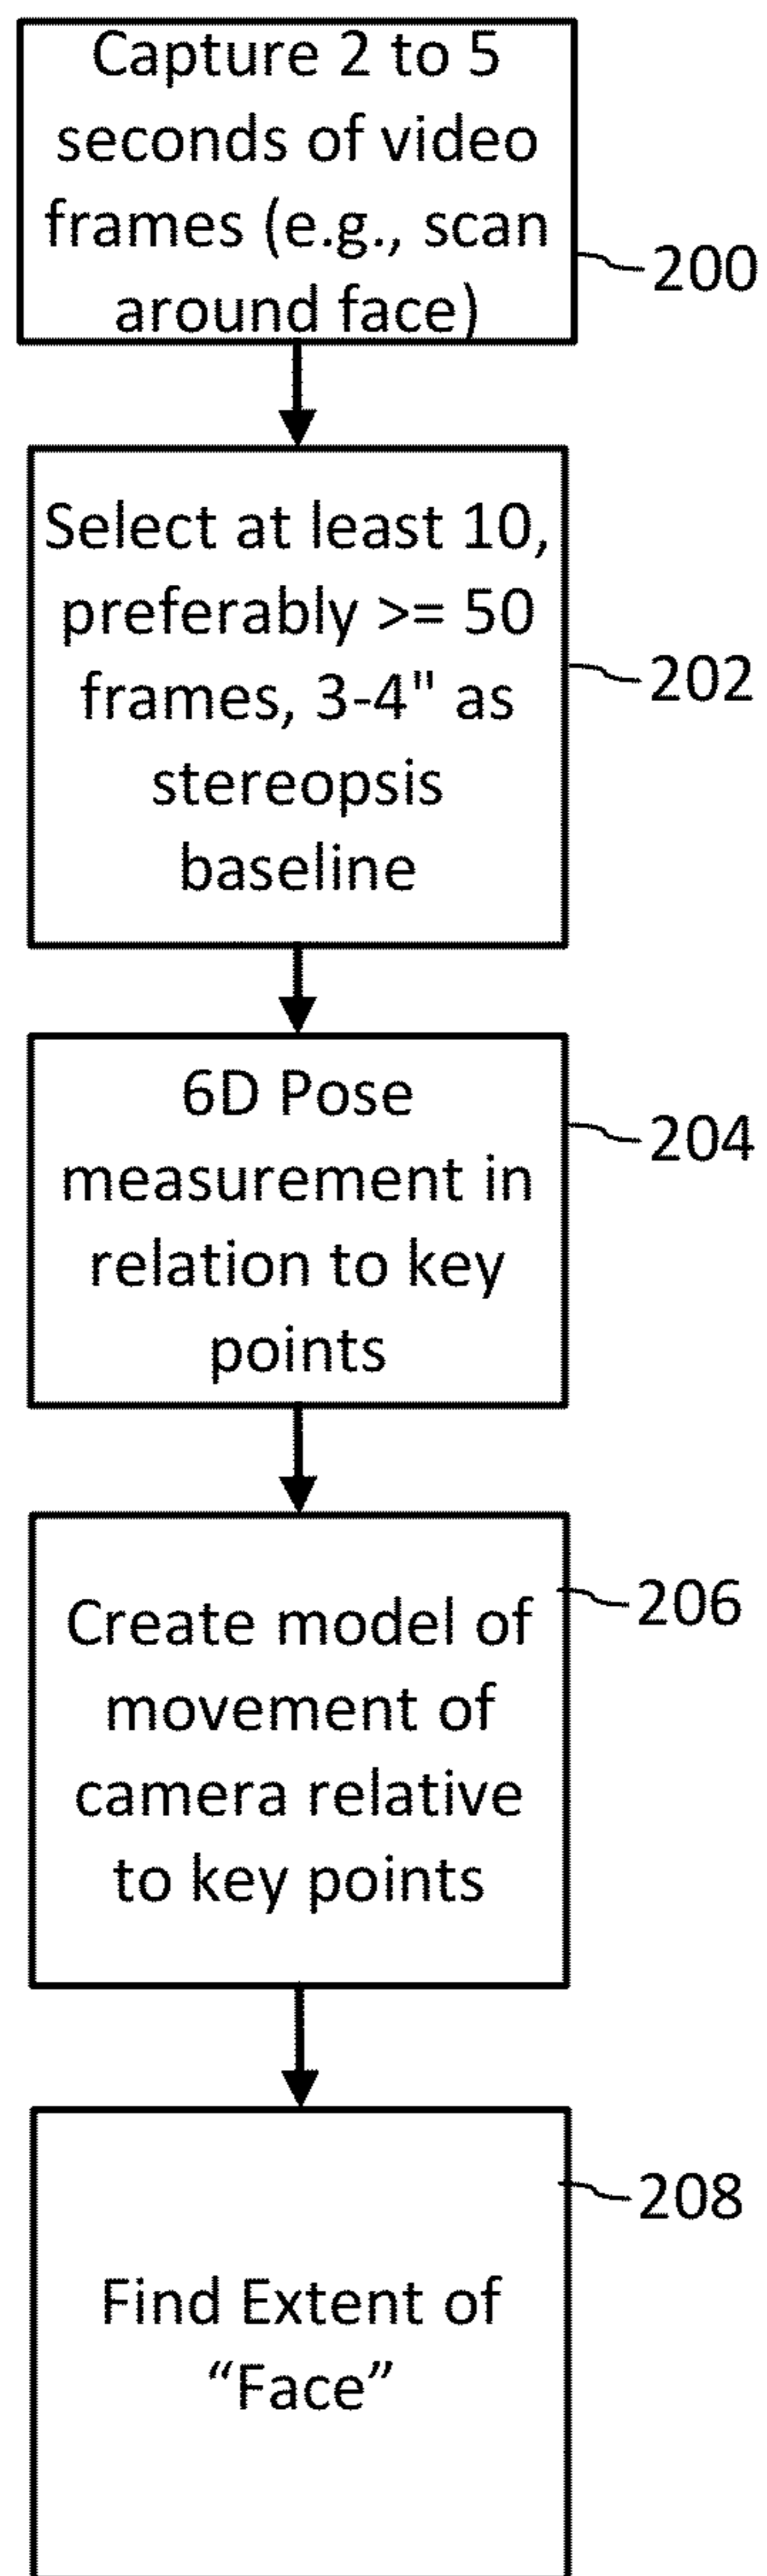 Capture 2 to 5
seconds of video
frames (e.g., scan
around face)
200
Select at least 10,
preferably >= 50
frames, 3-4" as
stereopsis
baseline
202
6D Pose
measurement in
relation to key
points
204
Create model of
movement of
camera relative
to key points
206
Find Extent of
“Face”
208